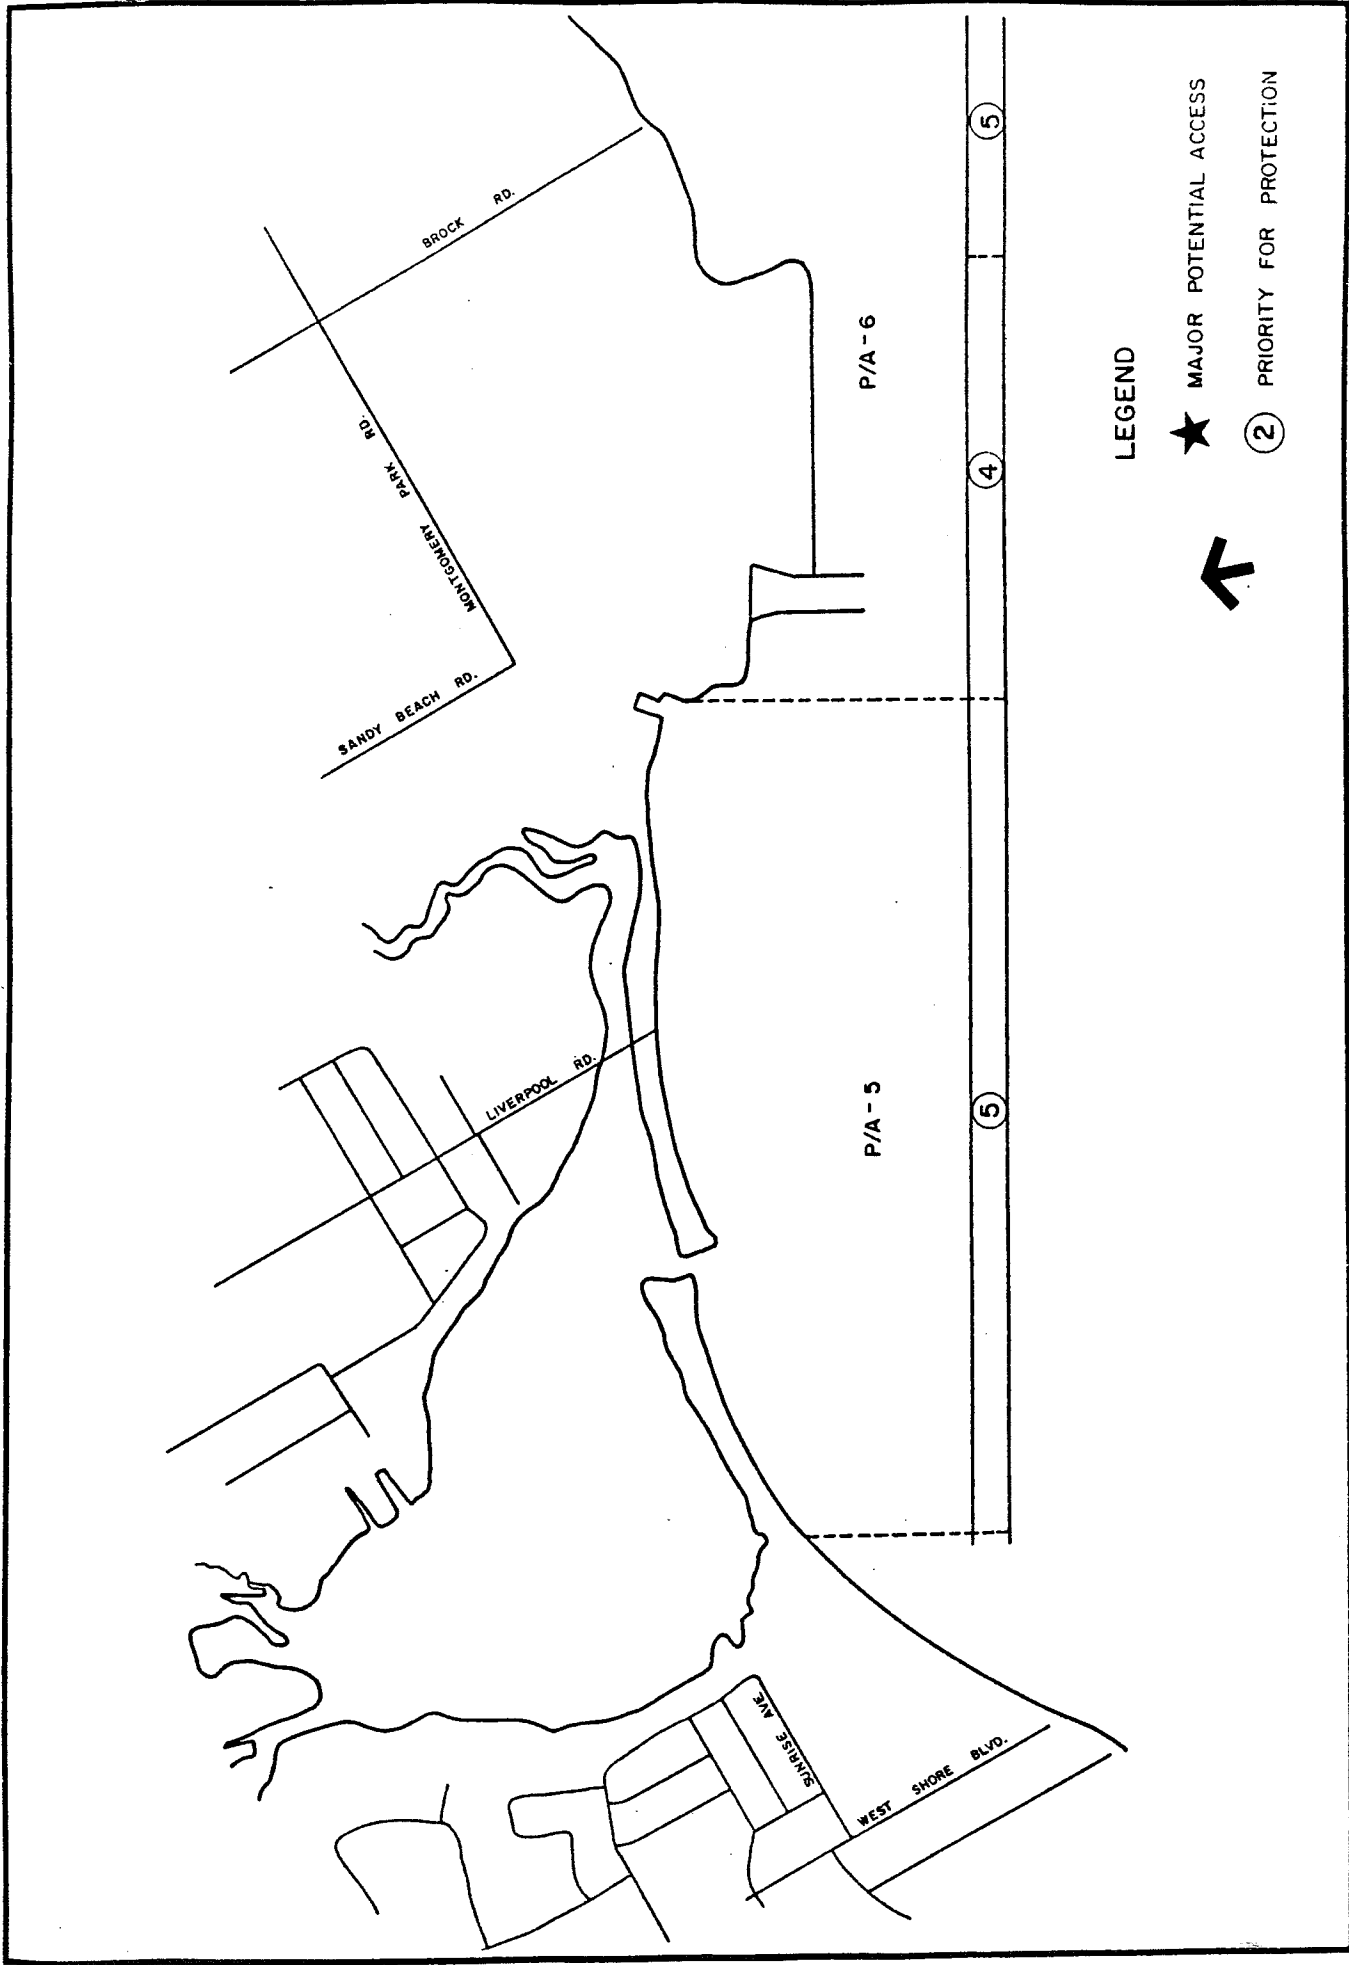 BROCK RD.
MONTGOMERY PARK RD.
SANDY BEACH RD.
LIVERPOOL RD.
SUNRISE AVE.
WEST SHORE BLVD.
P/A-5
P/A-6
5
4
5
LEGEND
MAJOR POTENTIAL ACCESS
2 PRIORITY FOR PROTECTION